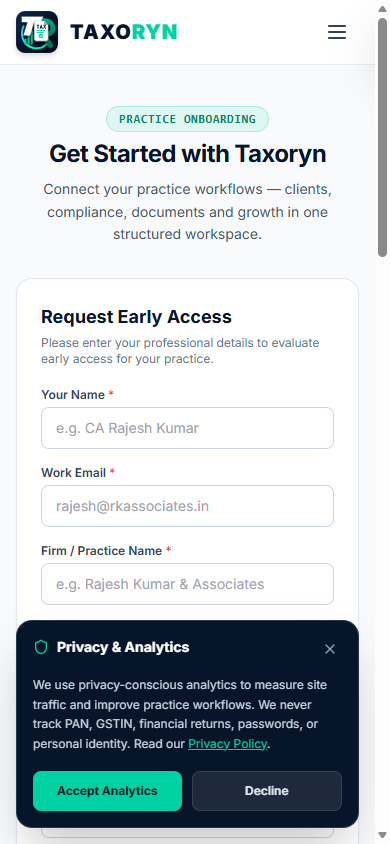 TAXORYN
PRACTICE ONBOARDING
Get Started with Taxoryn
Connect your practice workflows — clients,
compliance, documents and growth in one
structured workspace.
Request Early Access
Please enter your professional details to evaluate
early access for your practice.
Your Name *
e.g. CA Rajesh Kumar
Work Email *
rajesh@rkassociates.in
Firm / Practice Name *
e.g. Rajesh Kumar & Associates
Privacy & Analytics
We use privacy-conscious analytics to measure site
traffic and improve practice workflows. We never
track PAN, GSTIN, financial returns, passwords, or
personal identity. Read our Privacy Policy.
Accept Analytics
Decline